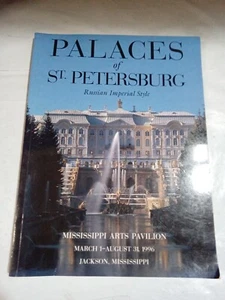 PALACES
of
ST. PETERSBURG
Russian Imperial Style
MISSISSIPPI ARTS PAVILION
MARCH 1–AUGUST 31, 1996
JACKSON, MISSISSIPPI